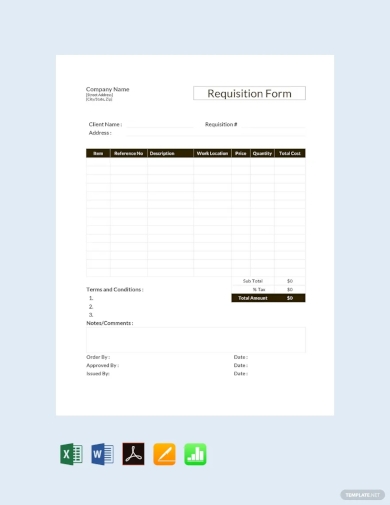 Company Name
[Street Address]
[City/State, Zip]
Requisition Form
Client Name :
Requisition #
Address :
Item Reference No Description Work Location Price Quantity Total Cost
Sub Total $0
Terms and Conditions : % Tax $0
1. Total Amount $0
2.
3.
Notes/Comments :
Order By : Date :
Approved By : Date :
Issued By: Date :
X W
TEMPLATE.NET